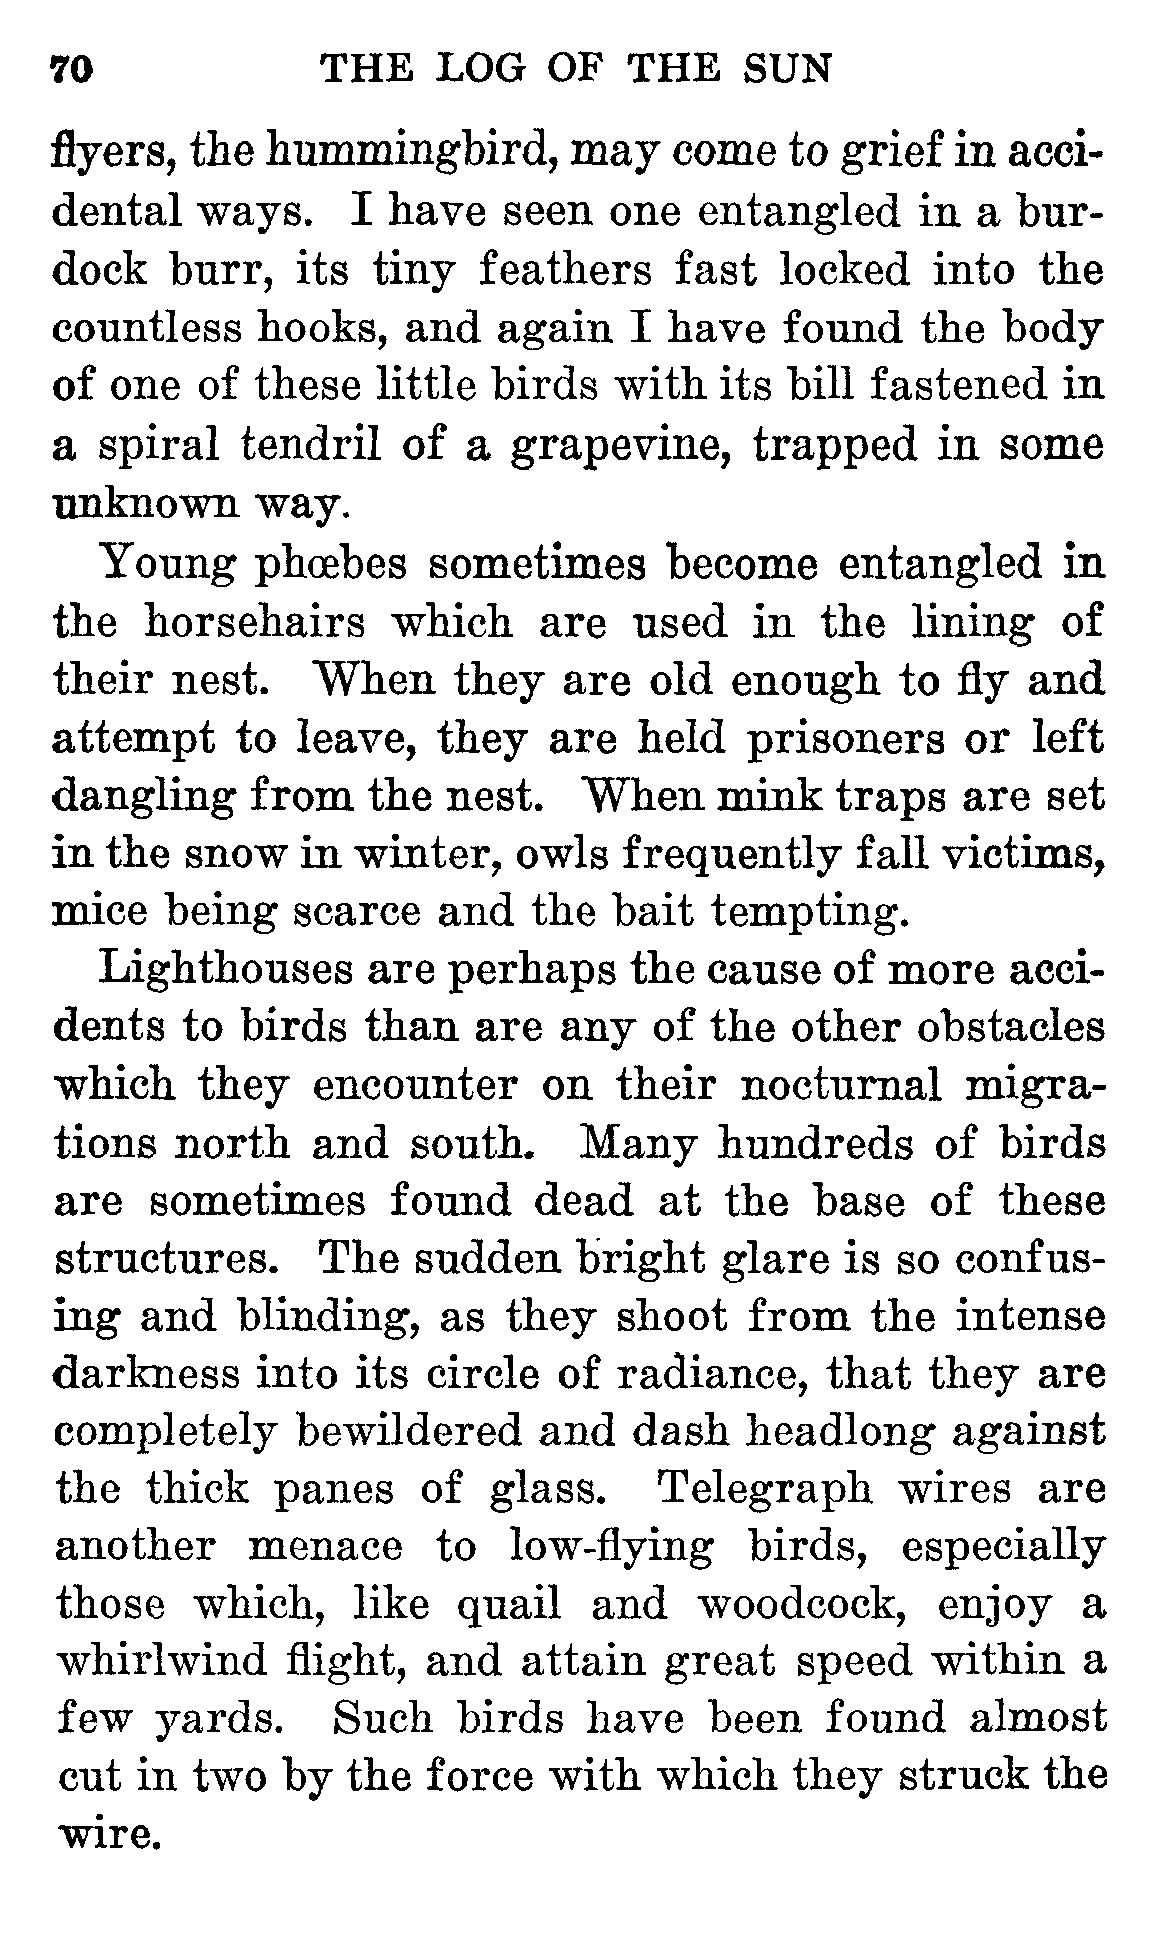 70 THE LOG OF THE SUN
flyers, the hummingbird, may come to grief in acci-
dental ways. I have seen one entangled in a bur-
dock burr, its tiny feathers fast locked into the
countless hooks, and again I have found the body
of one of these little birds with its bill fastened in
a spiral tendril of a grapevine, trapped in some
unknown way.
Young phœbes sometimes become entangled in
the horsehairs which are used in the lining of
their nest. When they are old enough to fly and
attempt to leave, they are held prisoners or left
dangling from the nest. When mink traps are set
in the snow in winter, owls frequently fall victims,
mice being scarce and the bait tempting.
Lighthouses are perhaps the cause of more acci-
dents to birds than are any of the other obstacles
which they encounter on their nocturnal migra-
tions north and south. Many hundreds of birds
are sometimes found dead at the base of these
structures. The sudden bright glare is so confus-
ing and blinding, as they shoot from the intense
darkness into its circle of radiance, that they are
completely bewildered and dash headlong against
the thick panes of glass. Telegraph wires are
another menace to low-flying birds, especially
those which, like quail and woodcock, enjoy a
whirlwind flight, and attain great speed within a
few yards. Such birds have been found almost
cut in two by the force with which they struck the
wire.